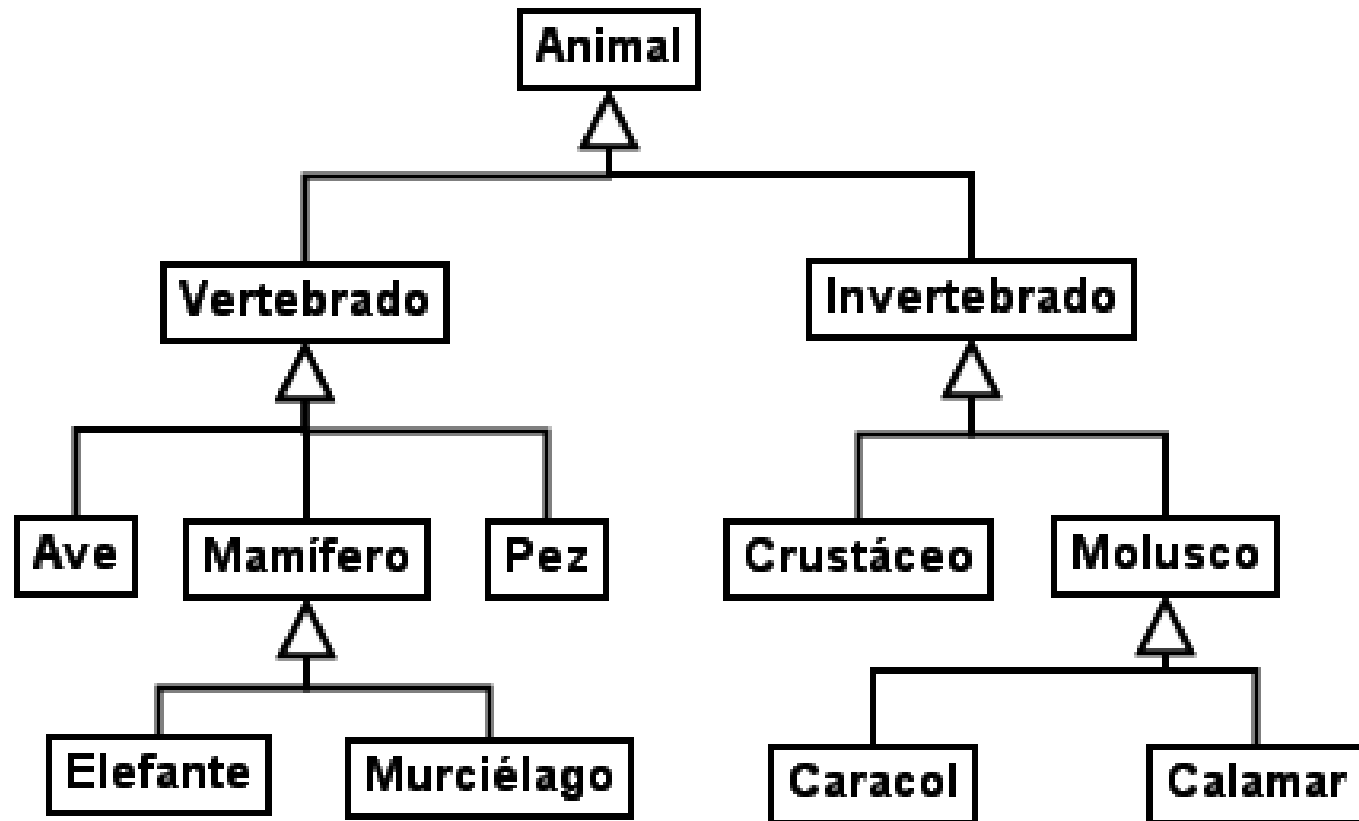 Animal
Vertebrado
Invertebrado
Ave
Mamífero
Pez
Crustáceo
Molusco
Elefante
Murciélago
Caracol
Calamar